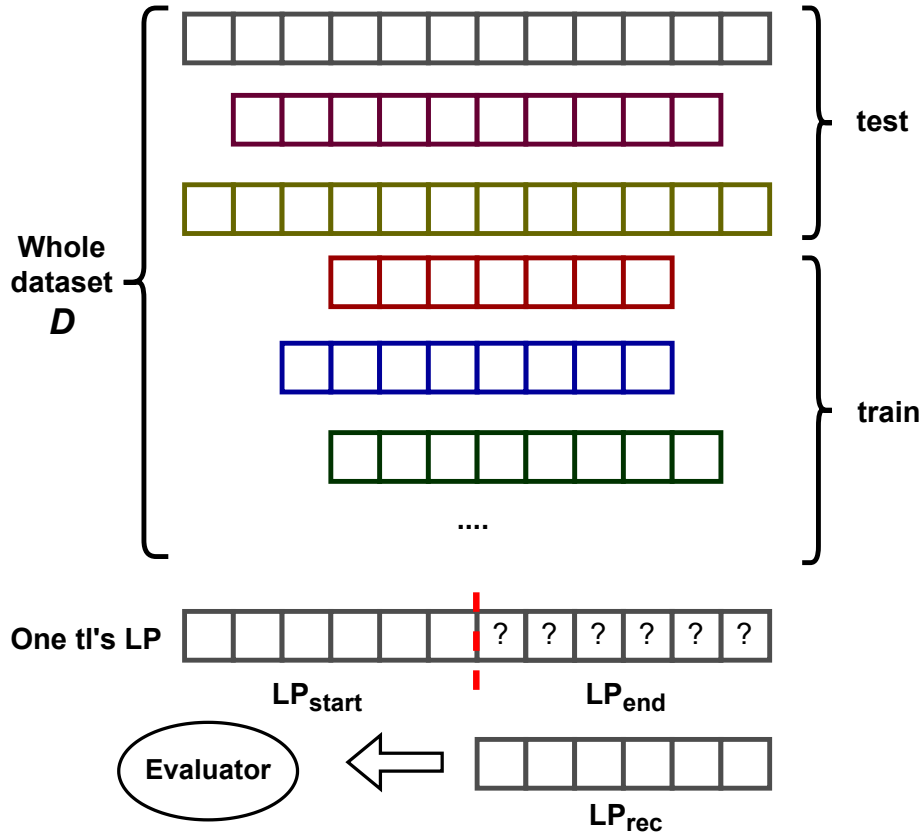 test
Whole
dataset
D
train
....
One tl's LP
? ? ? ? ? ?
LPstart
LPend
Evaluator
LPrec